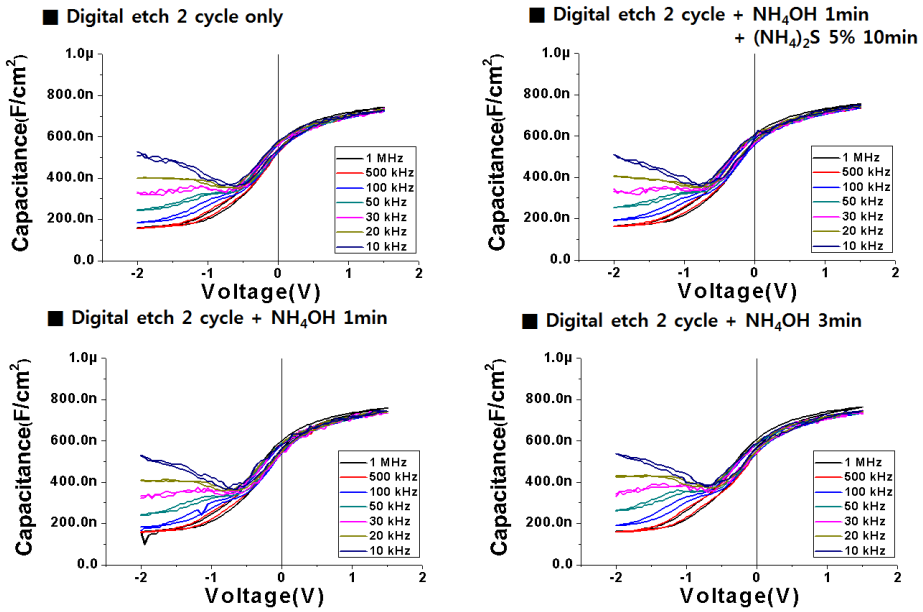 ■ Digital etch 2 cycle only
Capacitance(F/cm²)
1.0µ
800.0n
600.0n
400.0n
200.0n
0.0
1 MHz
500 kHz
100 kHz
50 kHz
30 kHz
20 kHz
10 kHz
-2 -1 0 1 2
Voltage(V)
■ Digital etch 2 cycle + NH₄OH 1min
+ (NH₄)₂S 5% 10min
Capacitance(F/cm²)
1.0µ
800.0n
600.0n
400.0n
200.0n
0.0
1 MHz
500 kHz
100 kHz
50 kHz
30 kHz
20 kHz
10 kHz
-2 -1 0 1 2
Voltage(V)
■ Digital etch 2 cycle + NH₄OH 1min
Capacitance(F/cm²)
1.0µ
800.0n
600.0n
400.0n
200.0n
0.0
1 MHz
500 kHz
100 kHz
50 kHz
30 kHz
20 kHz
10 kHz
-2 -1 0 1 2
Voltage(V)
■ Digital etch 2 cycle + NH₄OH 3min
Capacitance(F/cm²)
1.0µ
800.0n
600.0n
400.0n
200.0n
0.0
1 MHz
500 kHz
100 kHz
50 kHz
30 kHz
20 kHz
10 kHz
-2 -1 0 1 2
Voltage(V)